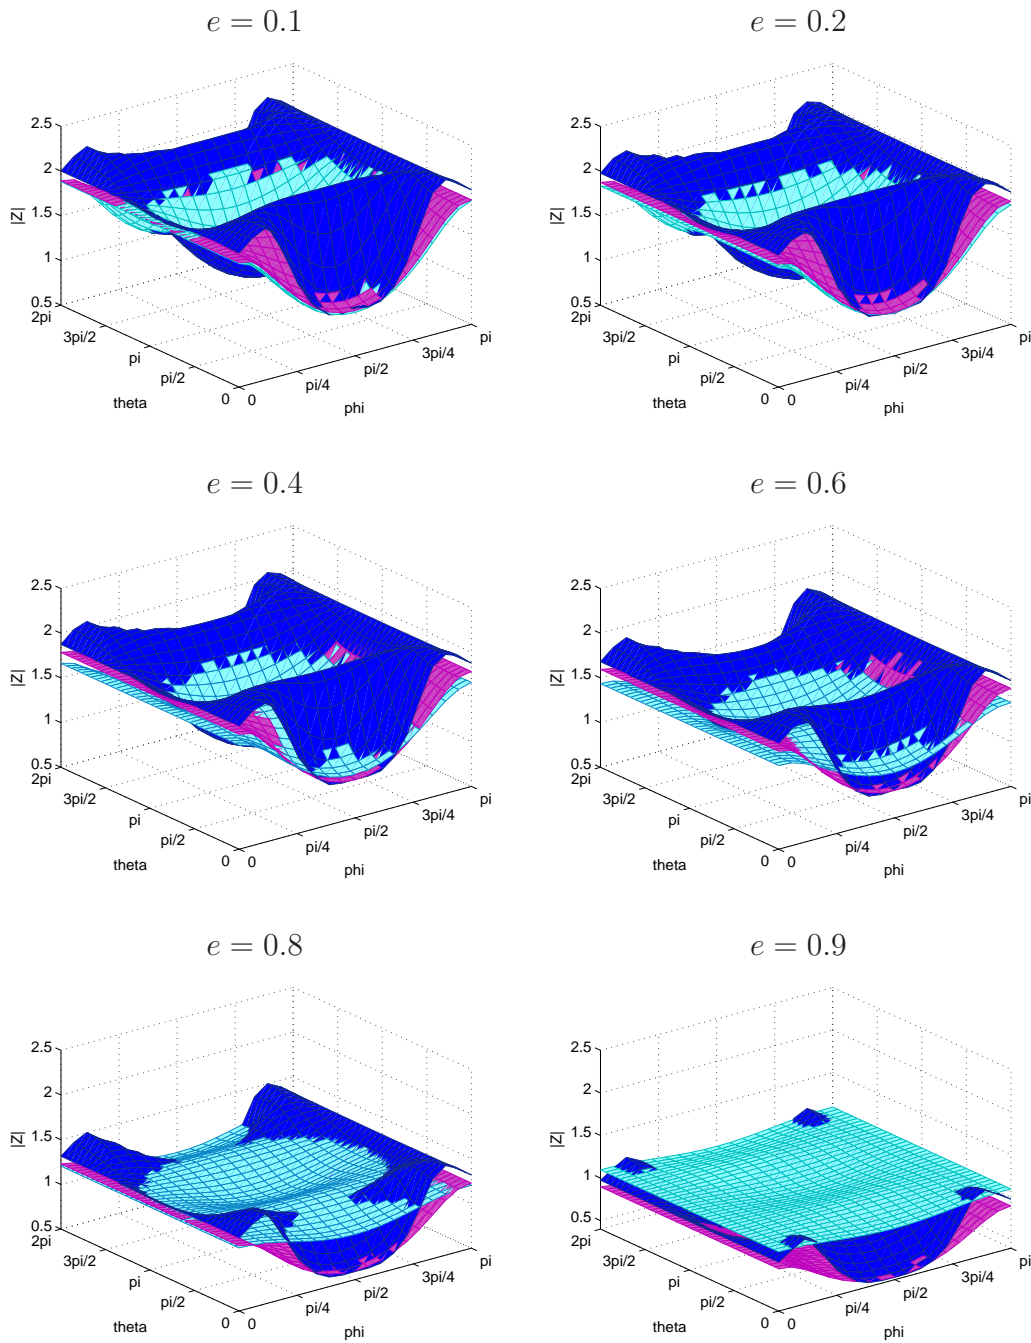 e = 0.1
e = 0.2
2.5
2
1.5
1
0.5
|Z|
2pi
3pi/2
pi
pi/2
0
theta
0
pi/4
pi/2
3pi/4
pi
phi
2.5
2
1.5
1
0.5
|Z|
2pi
3pi/2
pi
pi/2
0
theta
0
pi/4
pi/2
3pi/4
pi
phi
e = 0.4
e = 0.6
2.5
2
1.5
1
0.5
|Z|
2pi
3pi/2
pi
pi/2
0
theta
0
pi/4
pi/2
3pi/4
pi
phi
2.5
2
1.5
1
0.5
|Z|
2pi
3pi/2
pi
pi/2
0
theta
0
pi/4
pi/2
3pi/4
pi
phi
e = 0.8
e = 0.9
2.5
2
1.5
1
0.5
|Z|
2pi
3pi/2
pi
pi/2
0
theta
0
pi/4
pi/2
3pi/4
pi
phi
2.5
2
1.5
1
0.5
|Z|
2pi
3pi/2
pi
pi/2
0
theta
0
pi/4
pi/2
3pi/4
pi
phi